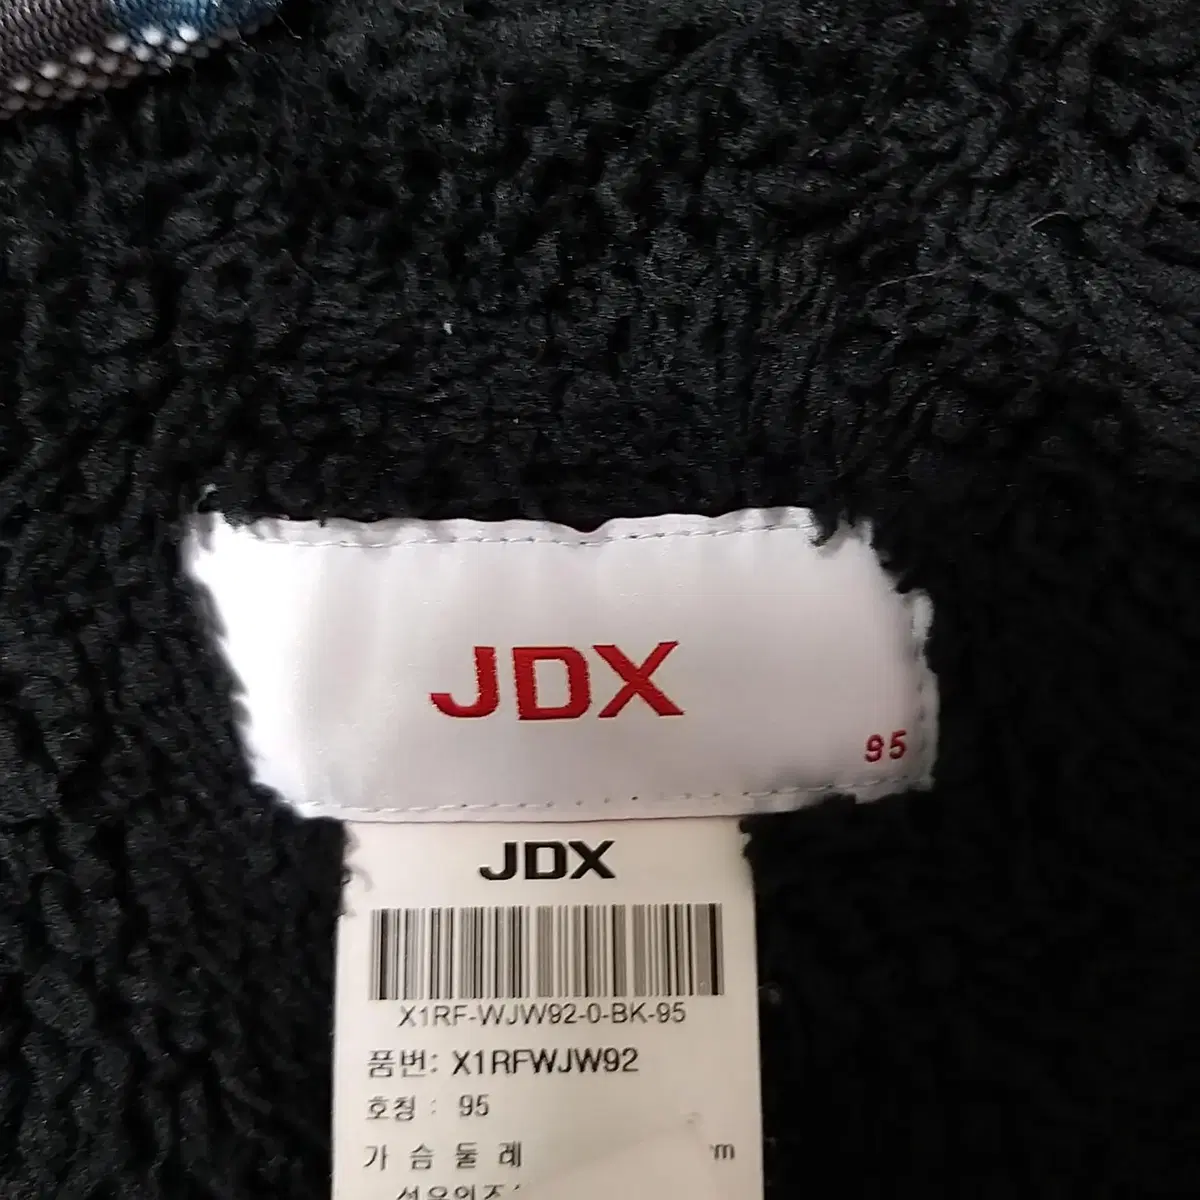 JDX
95
JDX
X1RF-WJW92-0-BK-95
품번: X1RFWJW92
호칭 : 95
가 슴 둘 레 m